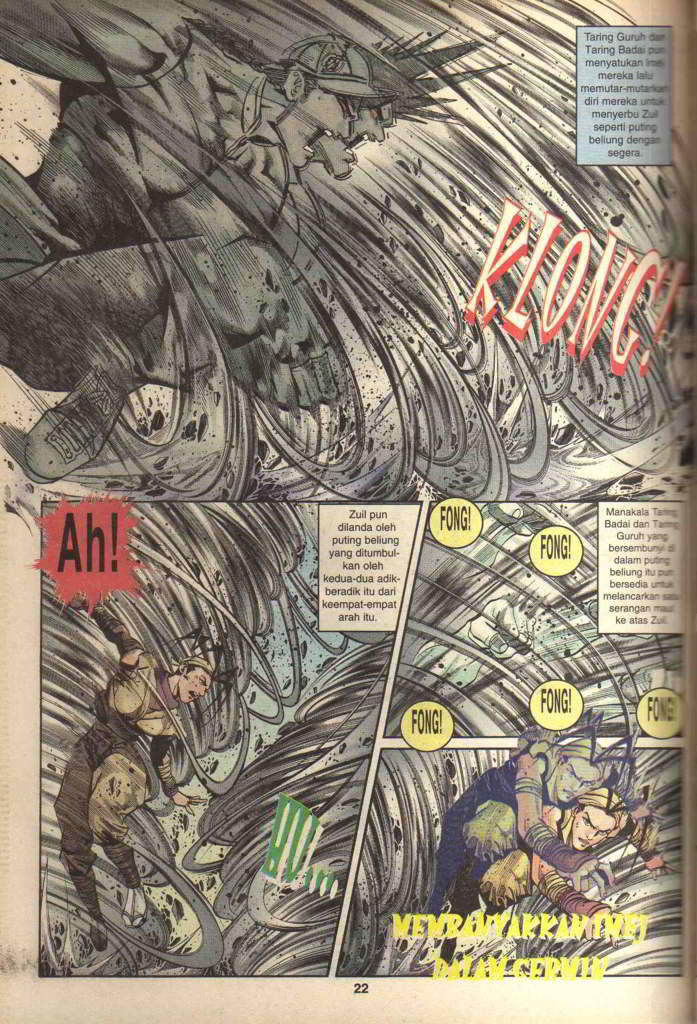 Taring Guruh dan
Taring Badai pun
menyatukan imej
mereka lalu
memutar-mutarkan
diri mereka untuk
menyerbu Zuil
seperti puting
beliung dengan
segera.
KLONG!
Ah!
Zuil pun
dilanda oleh
puting beliung
yang ditumbul-
kan oleh
kedua-dua adik-
beradik itu dari
keempat-empat
arah itu.
FONG!
FONG!
Manakala Taring
Badai dan Taring
Guruh yang
bersembunyi di
dalam puting
beliung itu pun
bersedia untuk
melancarkan satu
serangan maut
ke atas Zuil.
FONG!
FONG!
FONG!
HU...
MEMBANYAKKAN IMEJ
DALAM CERMIN
22